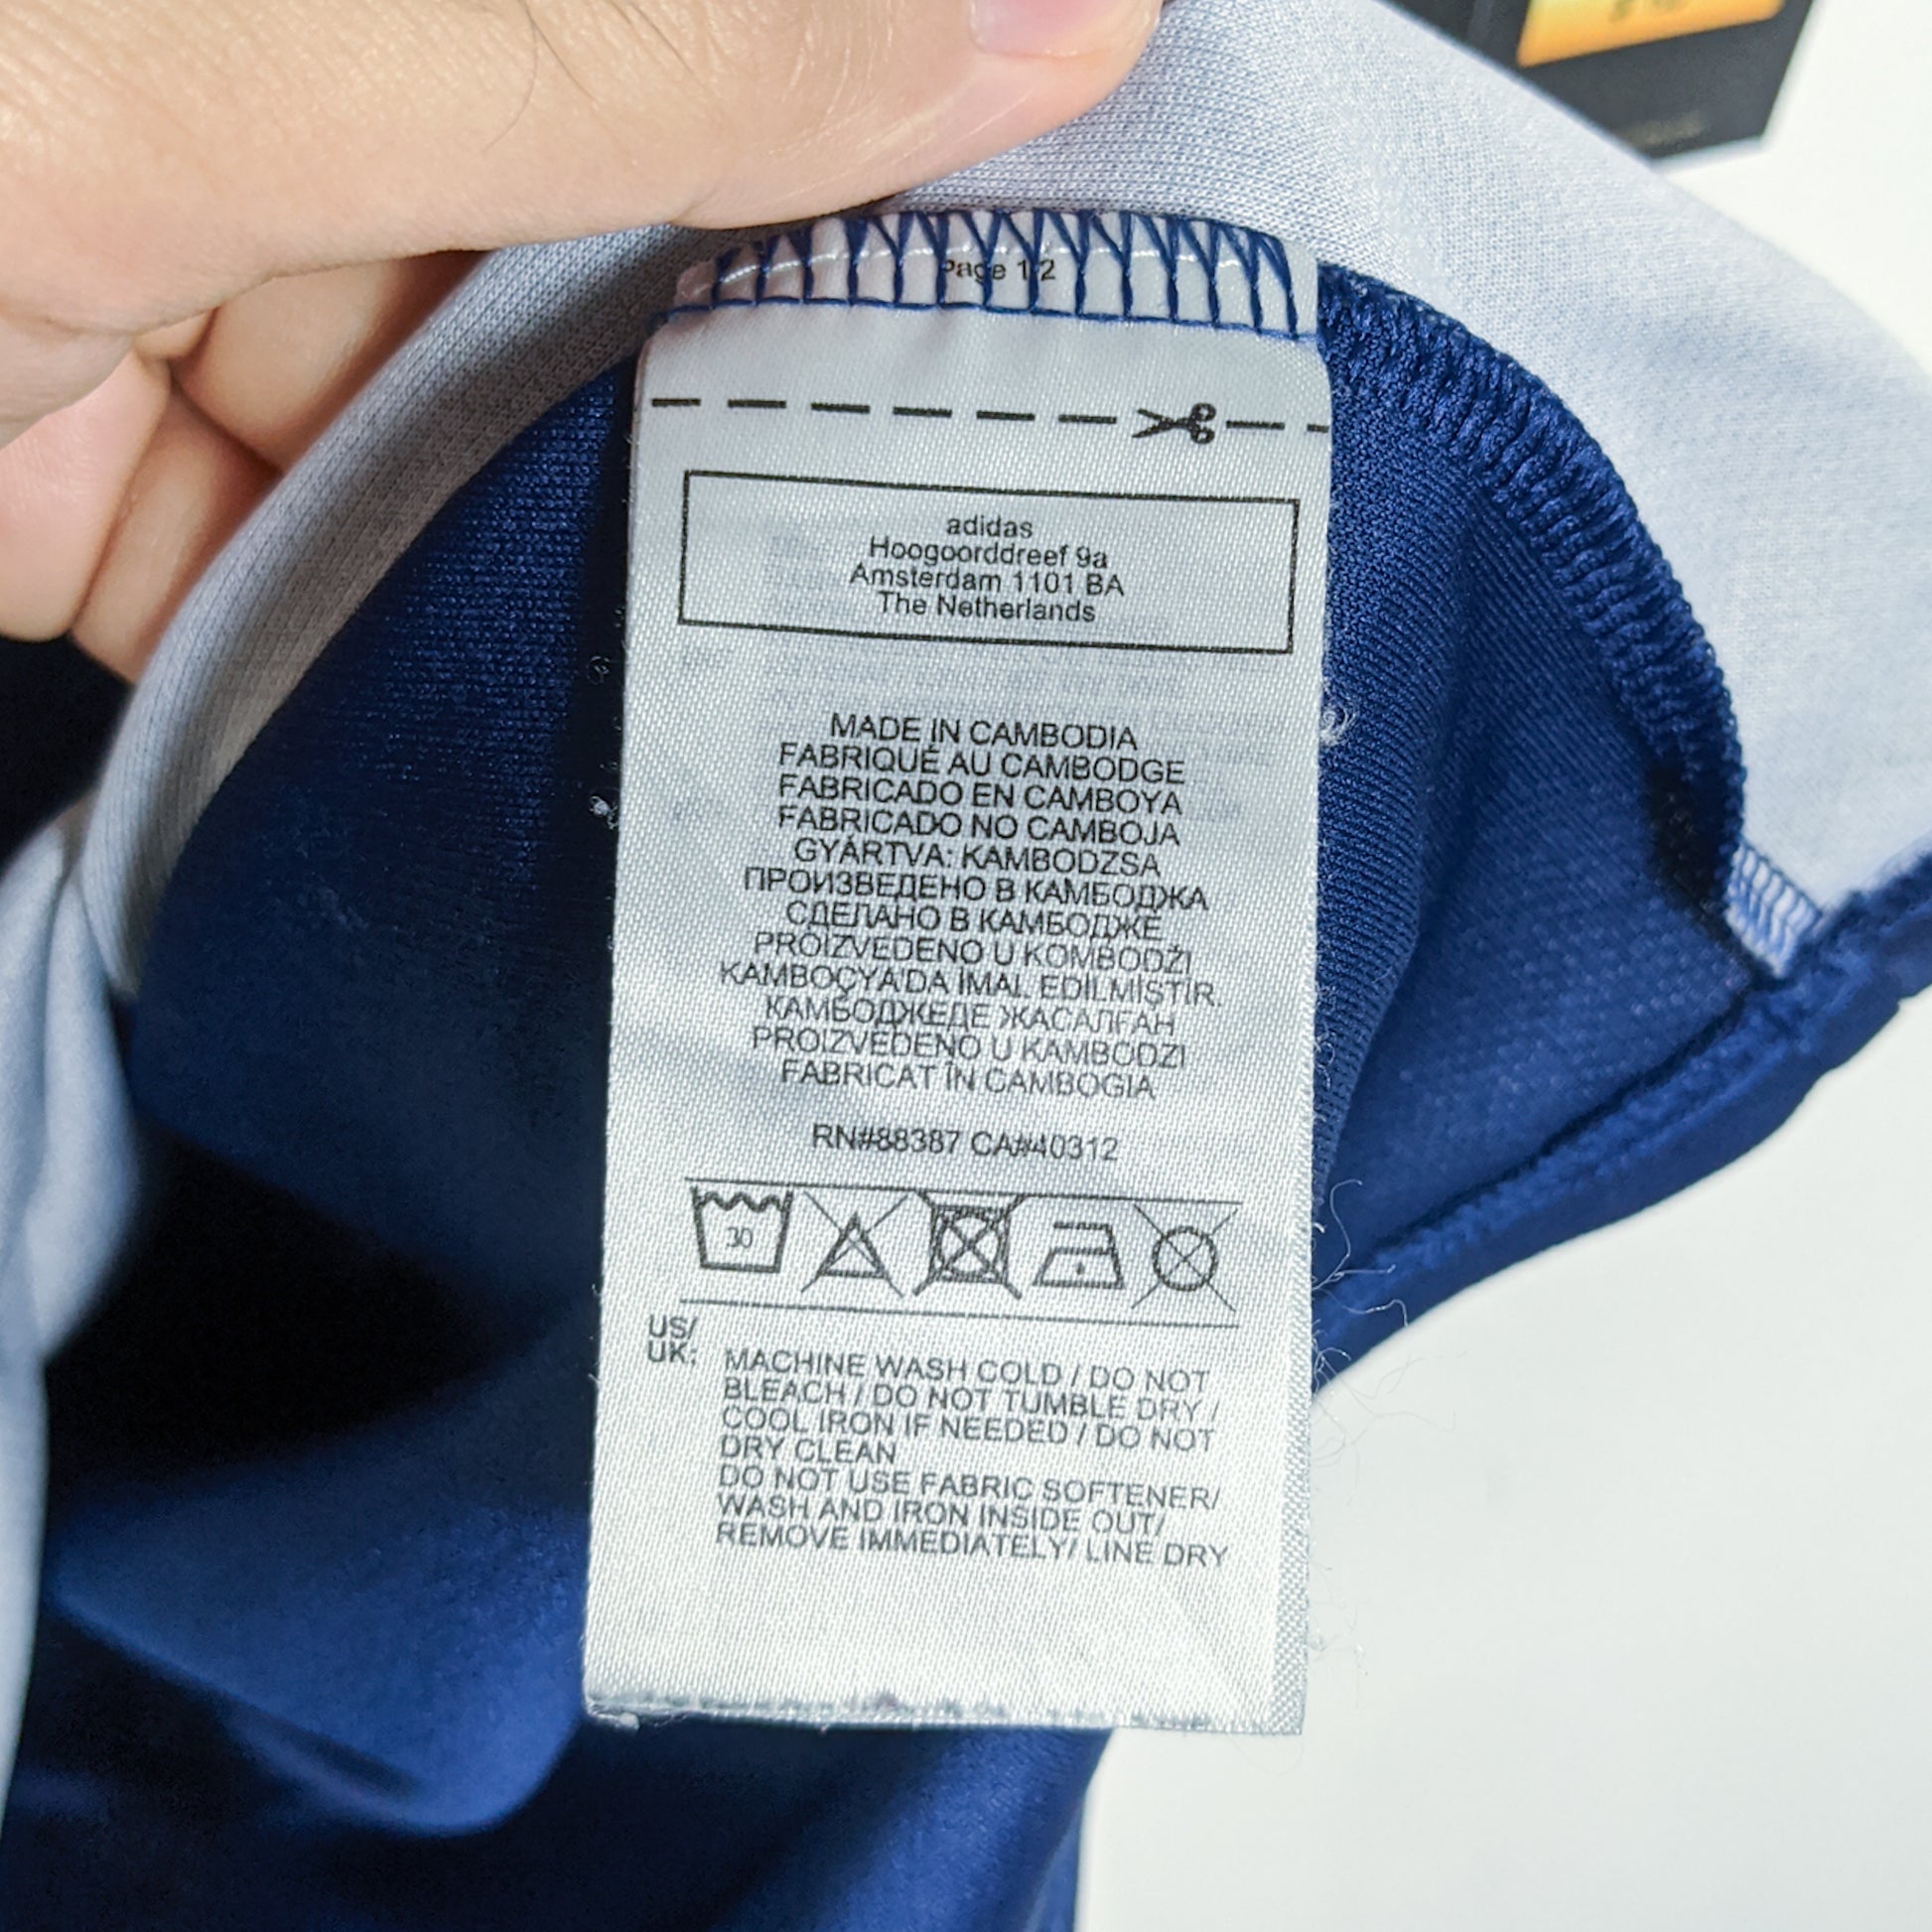 Page 1/2
adidas
Hoogoorddreef 9a
Amsterdam 1101 BA
The Netherlands
MADE IN CAMBODIA
FABRIQUÉ AU CAMBODGE
FABRICADO EN CAMBOYA
FABRICADO NO CAMBOJA
GYÁRTVA: KAMBODZSA
ПРОИЗВЕДЕНО В КАМБОДЖА
СДЕЛАНО В КАМБОДЖЕ
PROIZVEDENO U KOMBODŽI
KAMBOÇYA'DA İMAL EDİLMİŞTİR.
КАМБОДЖЕДЕ ЖАСАЛҒАН
PROIZVEDENO U KAMBODZI
FABRICAT ÎN CAMBOGIA
RN#88387 CA#40312
30
US/
UK:
MACHINE WASH COLD / DO NOT
BLEACH / DO NOT TUMBLE DRY /
COOL IRON IF NEEDED / DO NOT
DRY CLEAN
DO NOT USE FABRIC SOFTENER/
WASH AND IRON INSIDE OUT/
REMOVE IMMEDIATELY/ LINE DRY